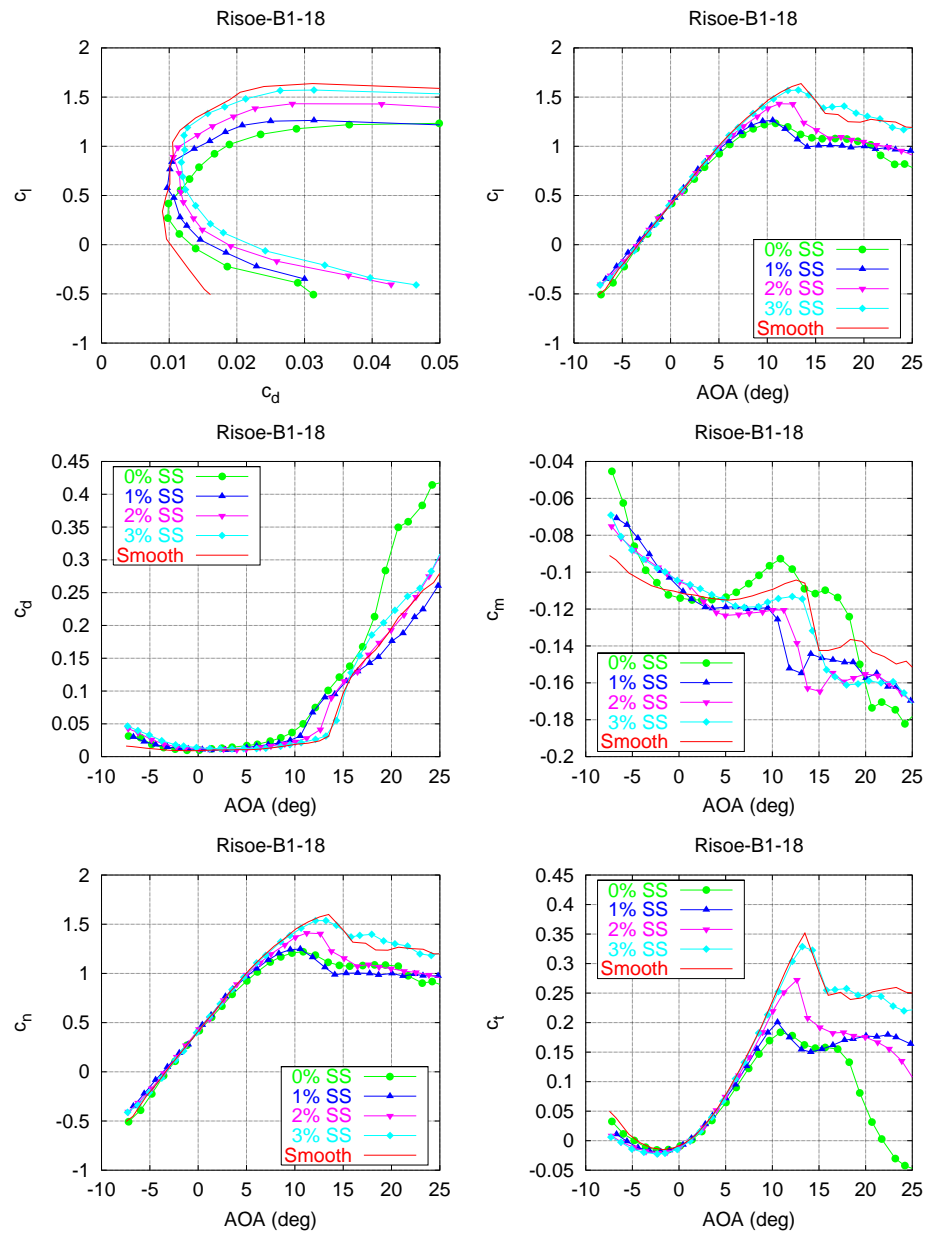 Risoe-B1-18
2
1.5
1
0.5
0
-0.5
-1
0
0.01
0.02
0.03
0.04
0.05
c_l
c_d
Risoe-B1-18
2
1.5
1
0.5
0
-0.5
-1
-10
-5
0
5
10
15
20
25
c_l
AOA (deg)
0% SS
1% SS
2% SS
3% SS
Smooth
Risoe-B1-18
0.45
0.4
0.35
0.3
0.25
0.2
0.15
0.1
0.05
0
-10
-5
0
5
10
15
20
25
c_d
AOA (deg)
0% SS
1% SS
2% SS
3% SS
Smooth
Risoe-B1-18
-0.04
-0.06
-0.08
-0.1
-0.12
-0.14
-0.16
-0.18
-0.2
-10
-5
0
5
10
15
20
25
c_m
AOA (deg)
0% SS
1% SS
2% SS
3% SS
Smooth
Risoe-B1-18
2
1.5
1
0.5
0
-0.5
-1
-10
-5
0
5
10
15
20
25
c_n
AOA (deg)
0% SS
1% SS
2% SS
3% SS
Smooth
Risoe-B1-18
0.45
0.4
0.35
0.3
0.25
0.2
0.15
0.1
0.05
0
-0.05
-10
-5
0
5
10
15
20
25
c_t
AOA (deg)
0% SS
1% SS
2% SS
3% SS
Smooth